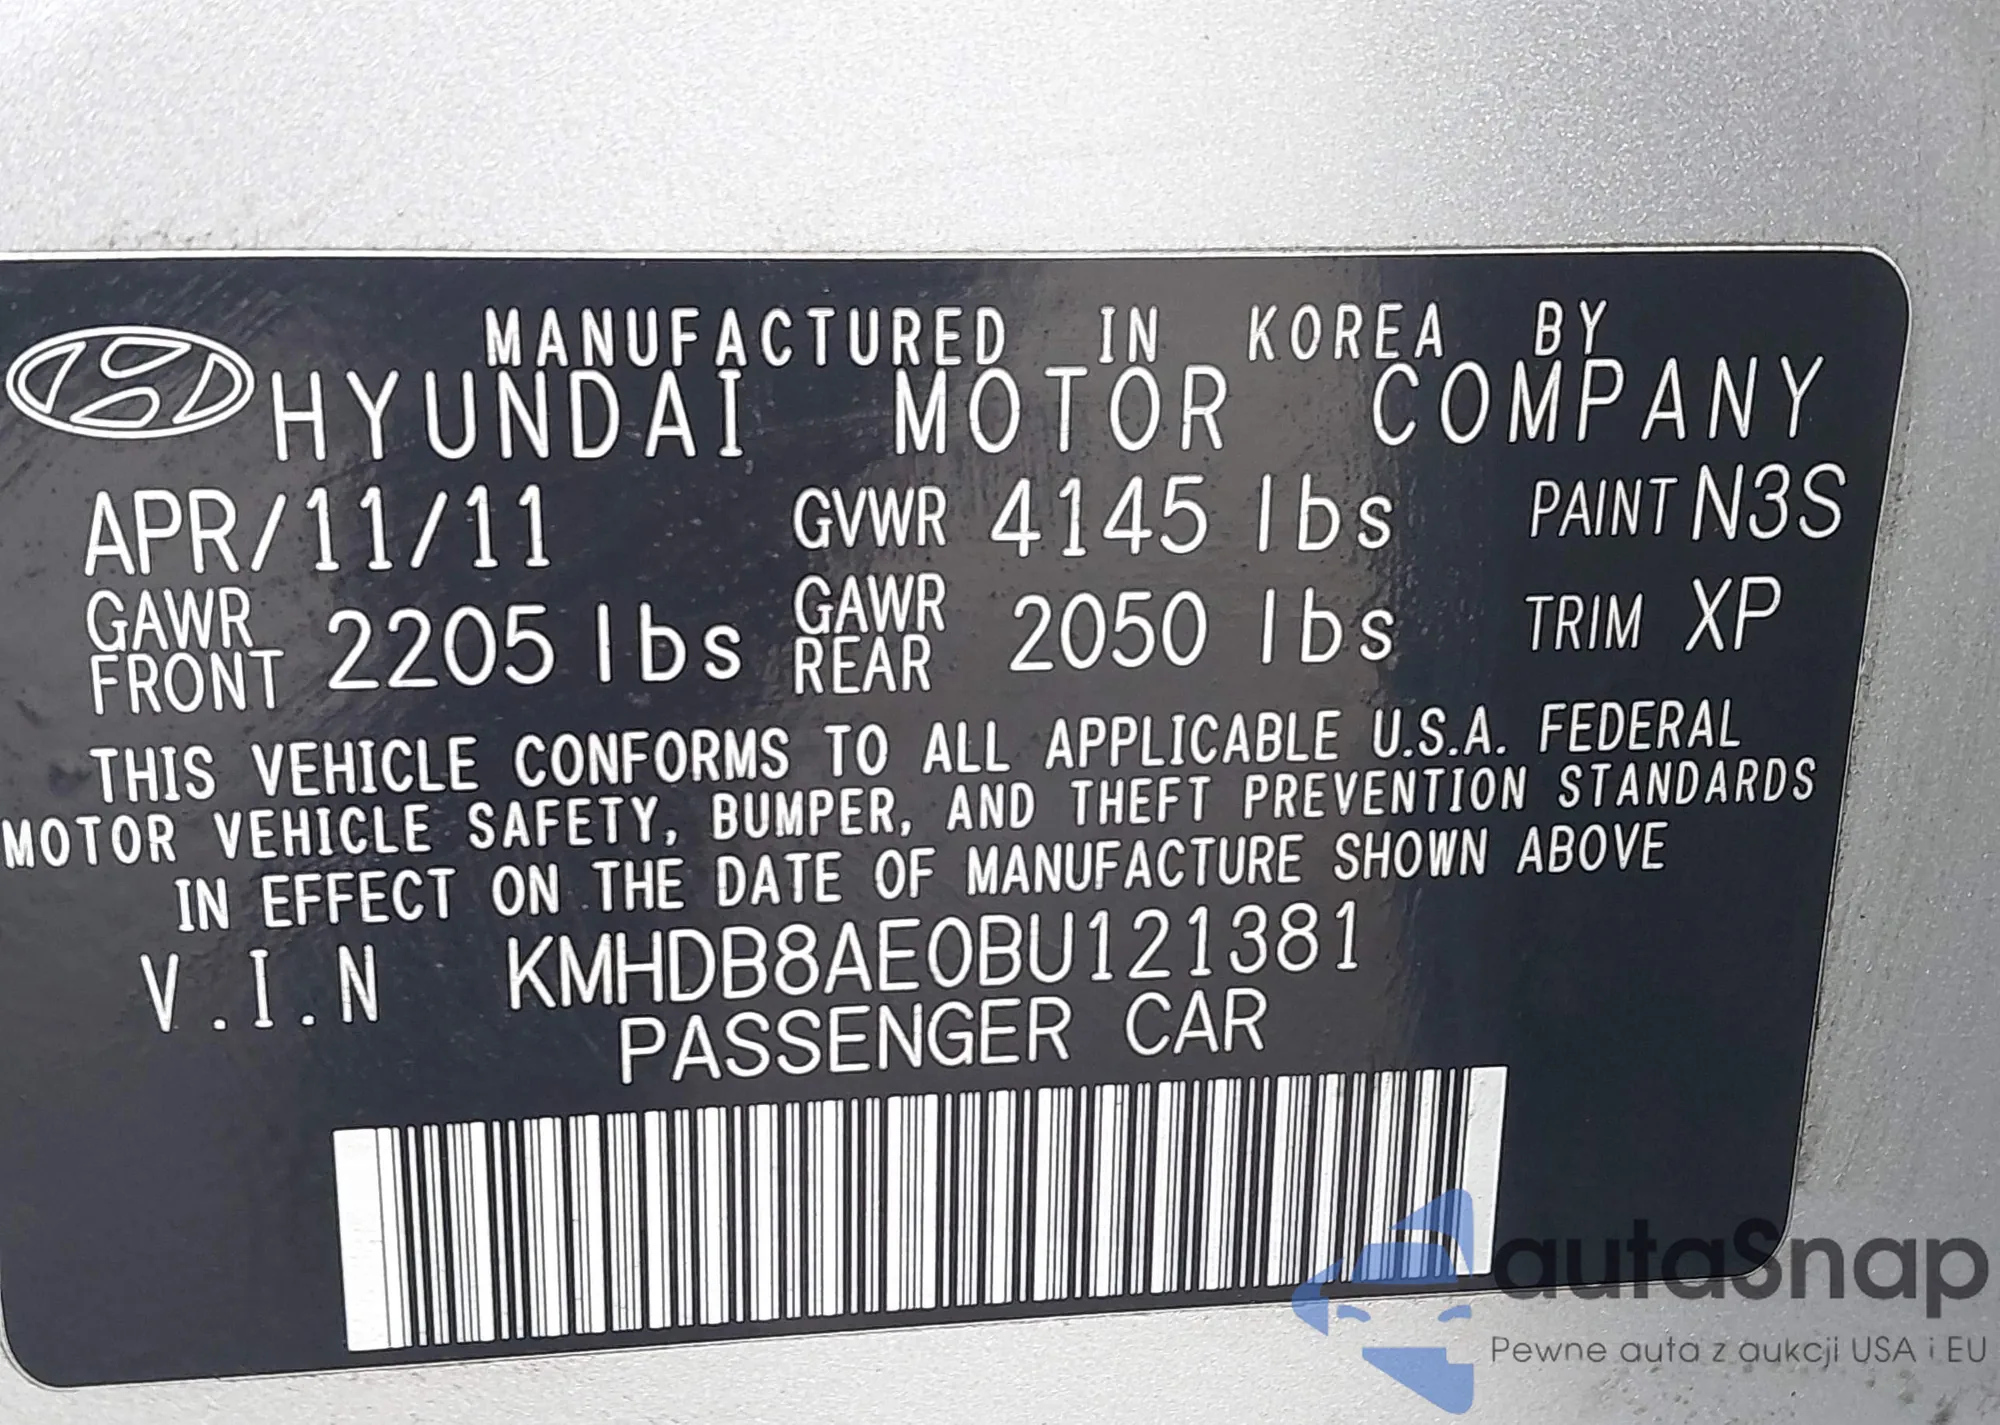 MANUFACTURED IN KOREA BY
HYUNDAI MOTOR COMPANY
APR/11/11 GVWR 4145 lbs PAINT N3S
GAWR FRONT 2205 lbs GAWR REAR 2050 lbs TRIM XP
THIS VEHICLE CONFORMS TO ALL APPLICABLE U.S.A. FEDERAL
MOTOR VEHICLE SAFETY, BUMPER, AND THEFT PREVENTION STANDARDS
IN EFFECT ON THE DATE OF MANUFACTURE SHOWN ABOVE
V.I.N KMHDB8AE0BU121381
PASSENGER CAR
autaSnap
Pewne auta z aukcji USA i EU